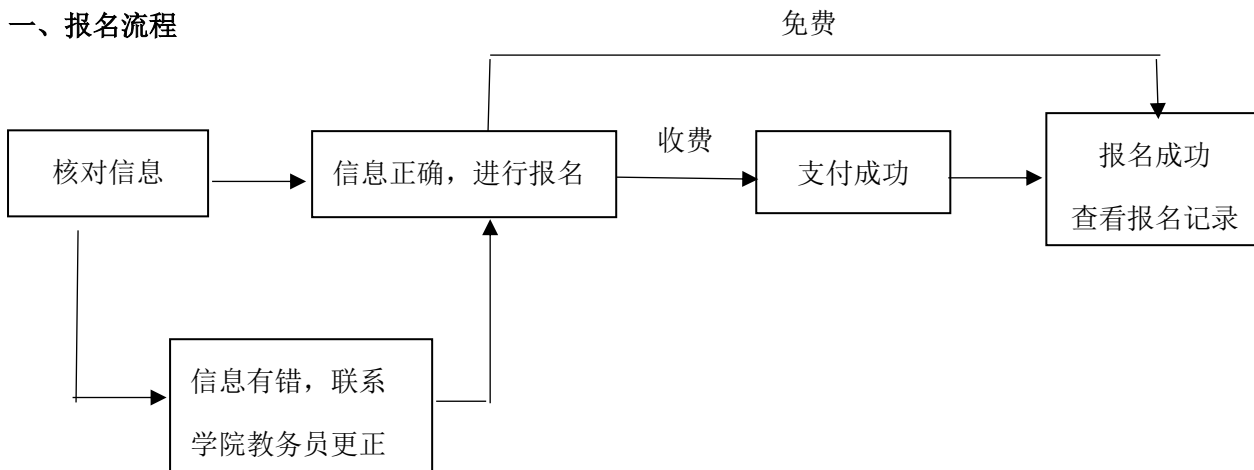 一、报名流程
免费
核对信息
信息正确，进行报名
收费
支付成功
报名成功
查看报名记录
信息有错，联系
学院教务员更正